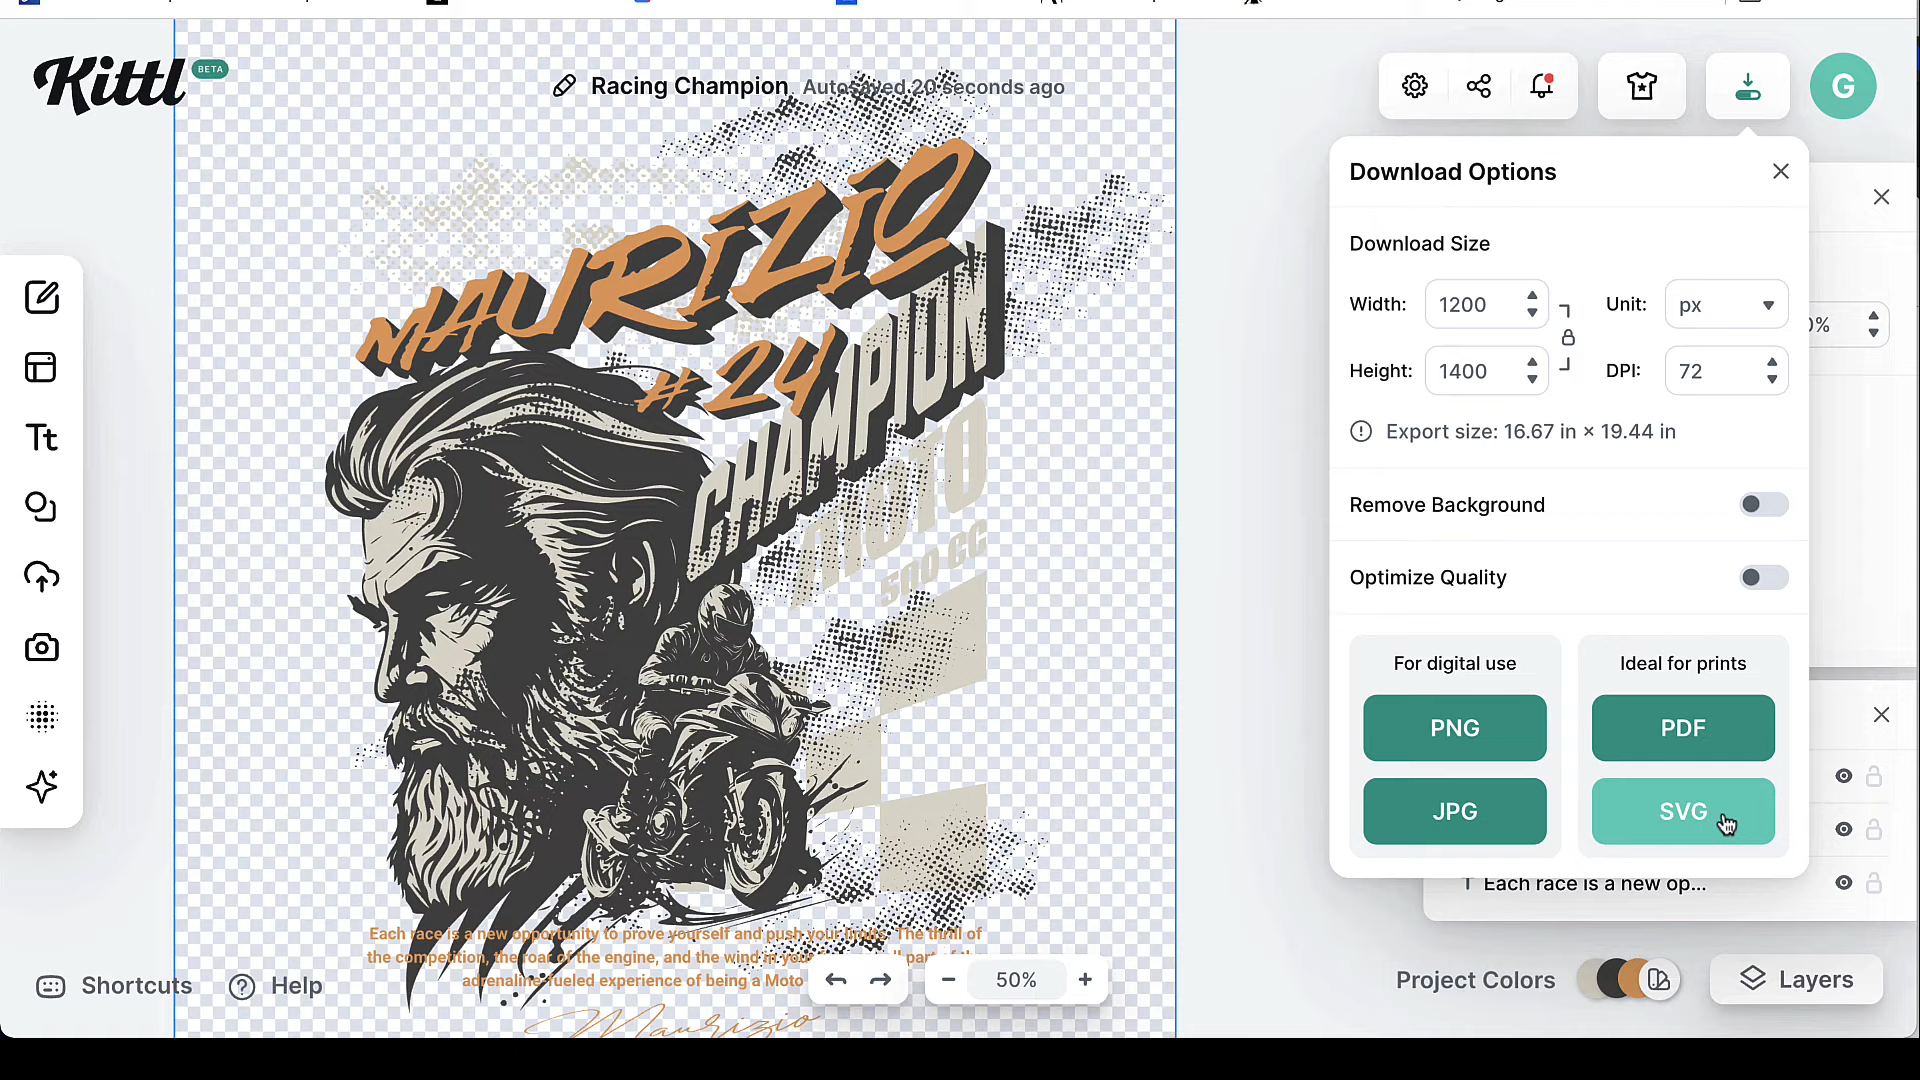 Kittl BETA
Racing Champion Autosaved 20 seconds ago
G
MAURIZIO
#24
CHAMPION
MOTO
500 CC
Each race is a new opportunity to prove yourself and push your limits. The thrill of
the competition, the roar of the engine, and the wind in your
adrenaline-fueled experience of being a Moto
Maurizio
Tt
Shortcuts
Help
50%
Download Options
Download Size
Width: 1200 Unit: px
Height: 1400 DPI: 72
Export size: 16.67 in × 19.44 in
Remove Background
Optimize Quality
For digital use Ideal for prints
PNG PDF
JPG SVG
T Each race is a new op...
Project Colors
Layers